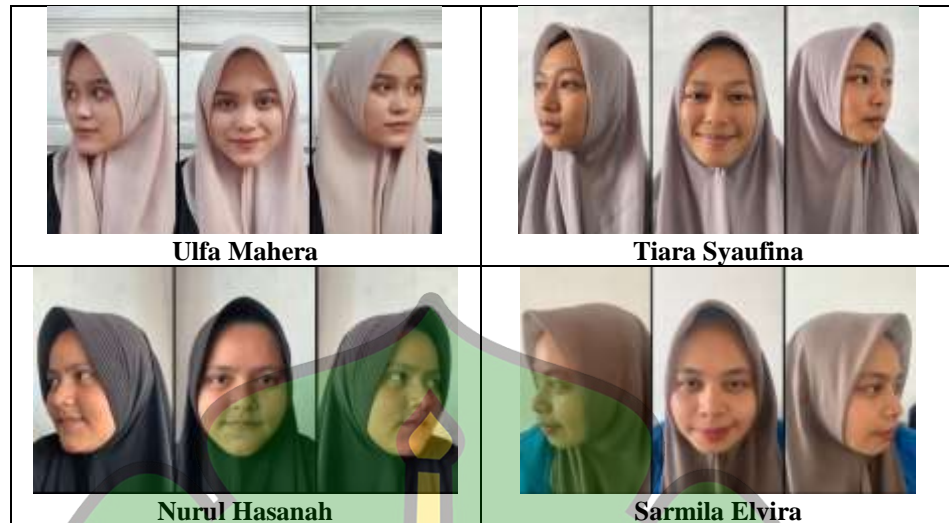 Ulfa Mahera
Tiara Syaufina
Nurul Hasanah
Sarmila Elvira